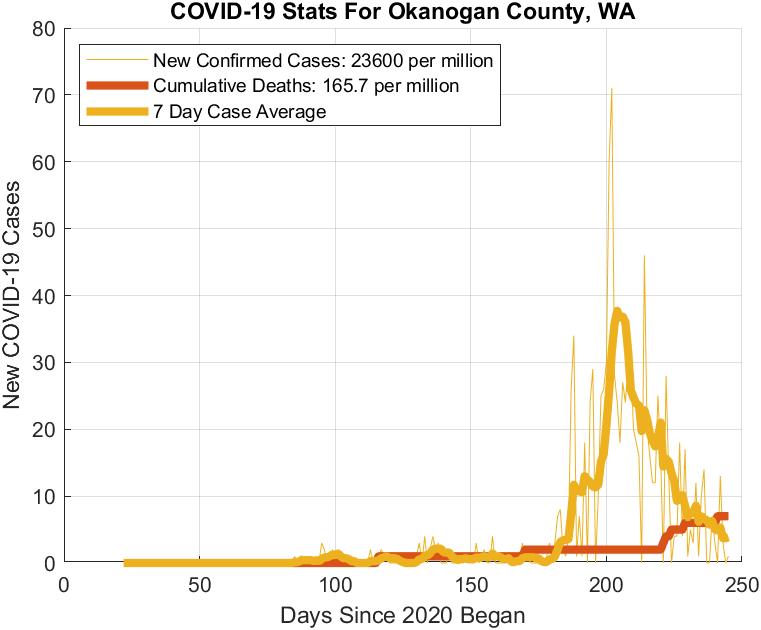 COVID-19 Stats For Okanogan County, WA
New Confirmed Cases: 23600 per million
Cumulative Deaths: 165.7 per million
7 Day Case Average
New COVID-19 Cases
80
70
60
50
40
30
20
10
0
0 50 100 150 200 250
Days Since 2020 Began